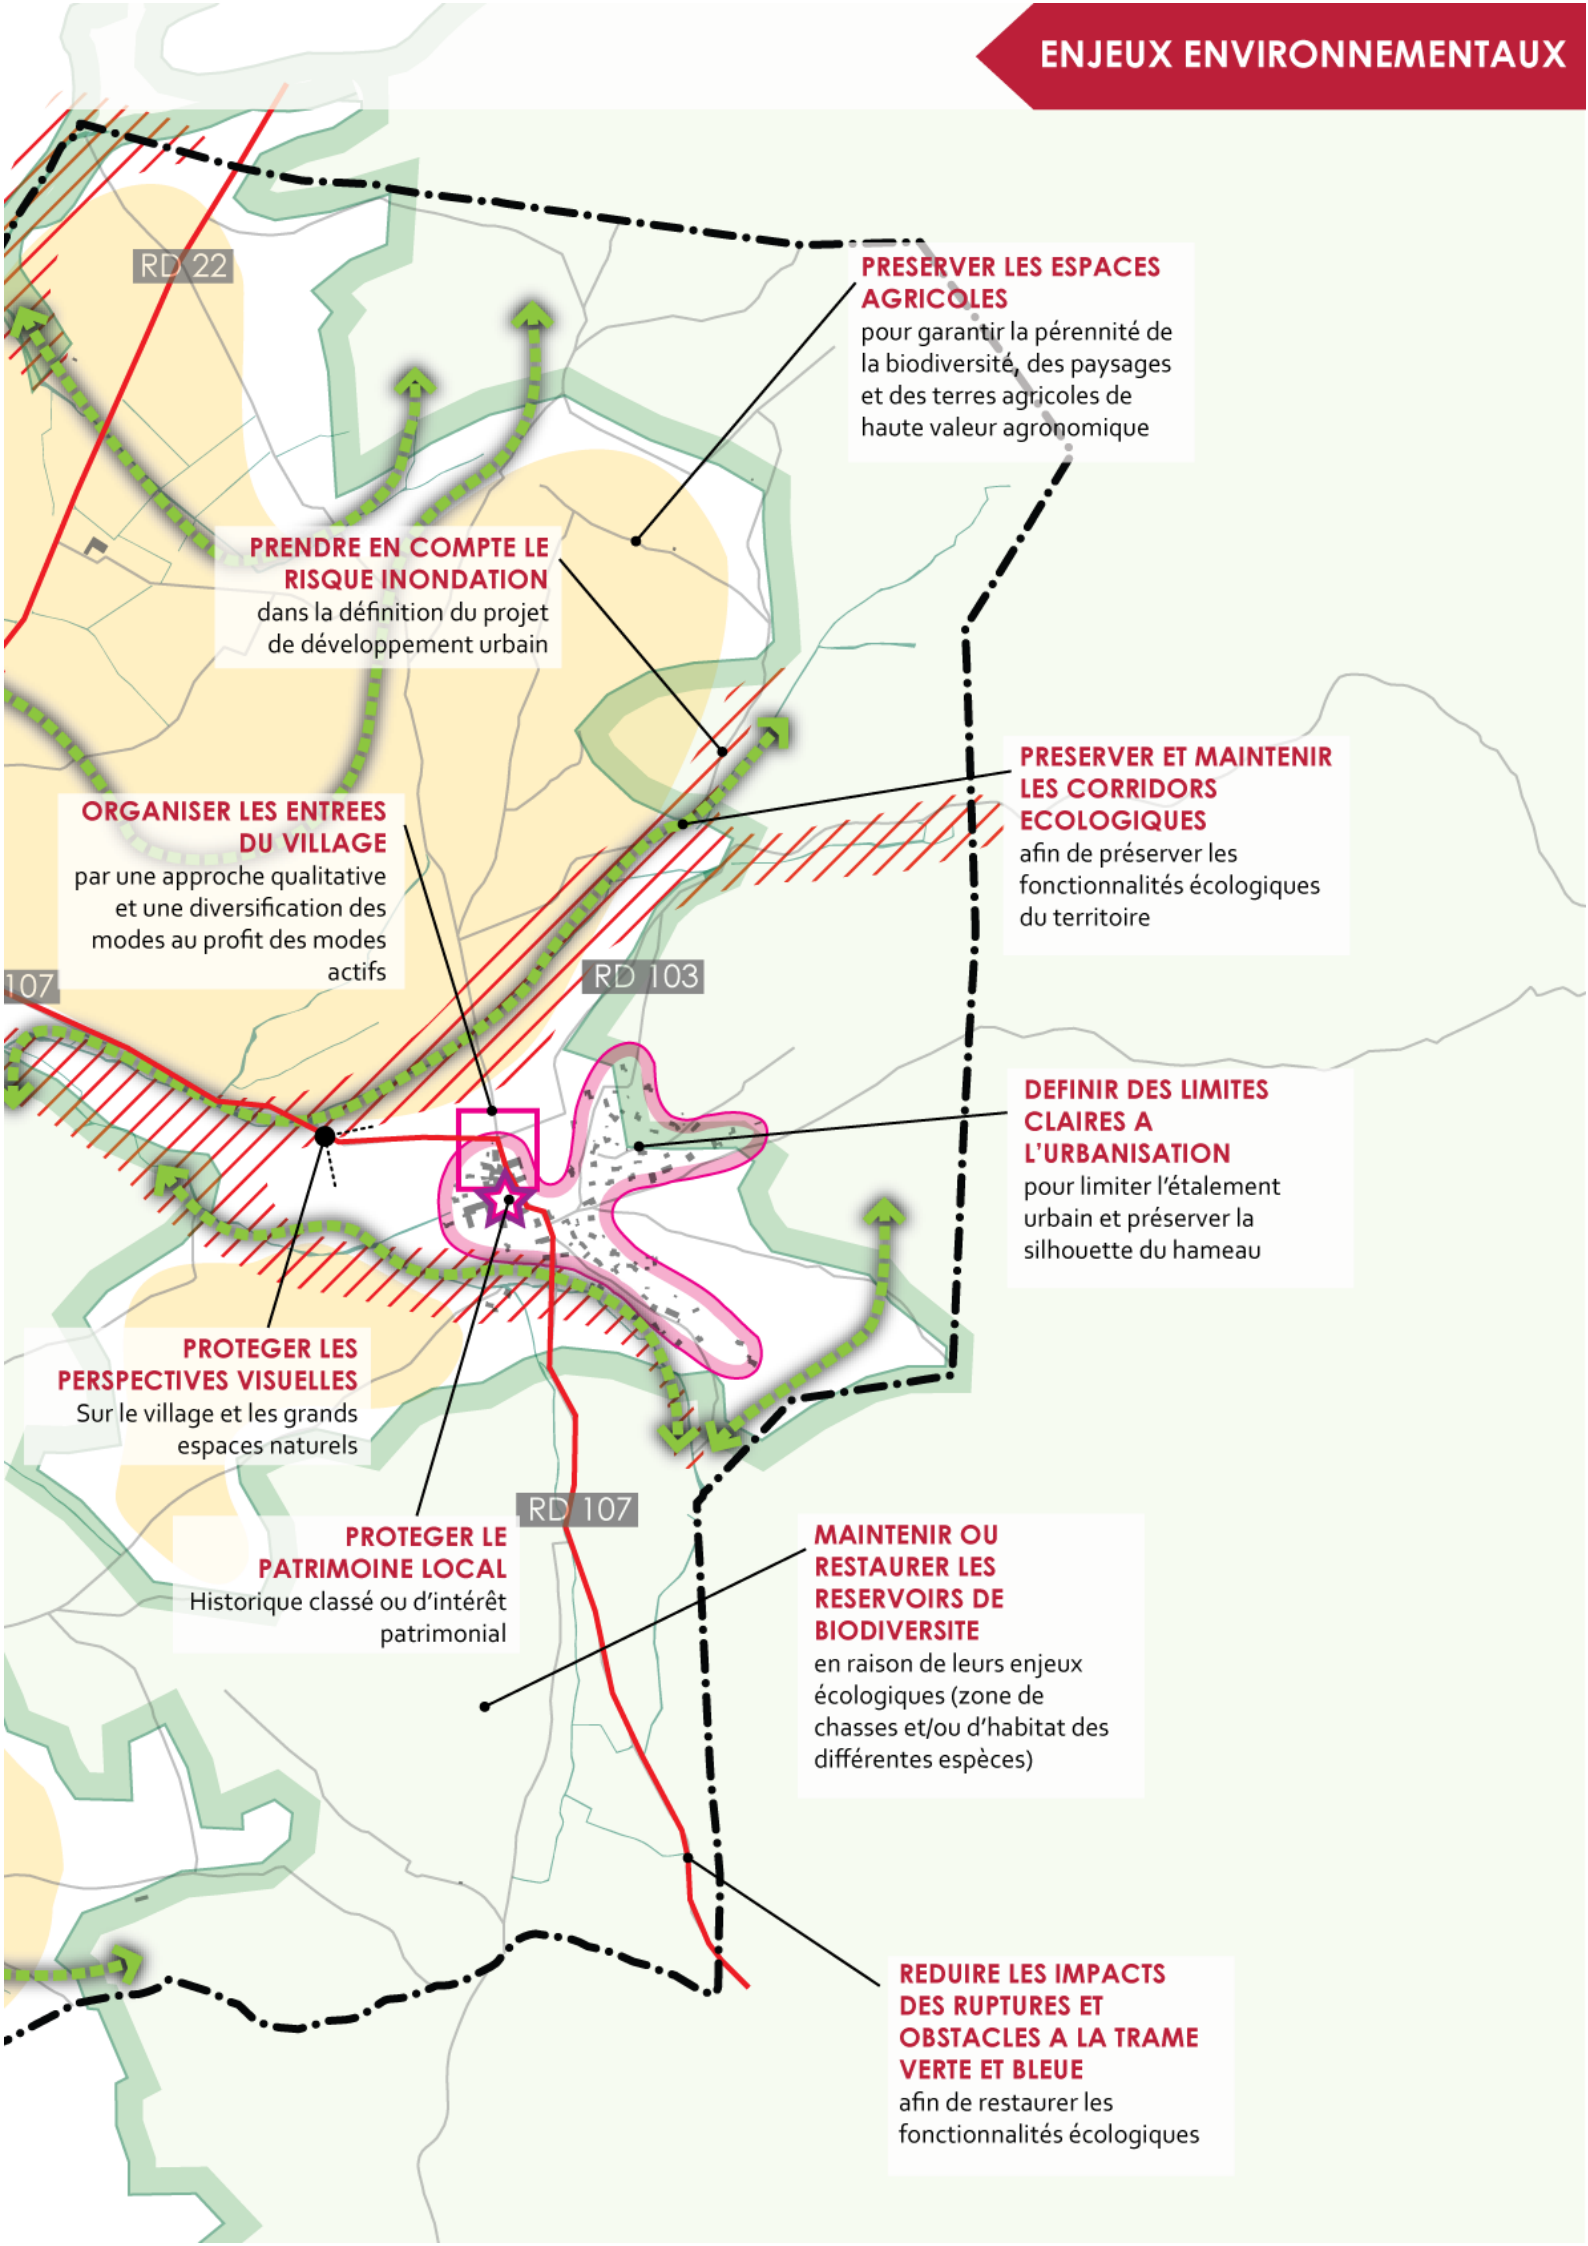 ENJEUX ENVIRONNEMENTAUX
RD 22
PRESERVER LES ESPACES
AGRICOLES
pour garantir la pérennité de
la biodiversité, des paysages
et des terres agricoles de
haute valeur agronomique
PRENDRE EN COMPTE LE
RISQUE INONDATION
dans la définition du projet
de développement urbain
PRESERVER ET MAINTENIR
LES CORRIDORS
ECOLOGIQUES
afin de préserver les
fonctionnalités écologiques
du territoire
ORGANISER LES ENTREES
DU VILLAGE
par une approche qualitative
et une diversification des
modes au profit des modes
actifs
107
RD 103
DEFINIR DES LIMITES
CLAIRES A
L'URBANISATION
pour limiter l'étalement
urbain et préserver la
silhouette du hameau
PROTEGER LES
PERSPECTIVES VISUELLES
Sur le village et les grands
espaces naturels
RD 107
PROTEGER LE
PATRIMOINE LOCAL
Historique classé ou d'intérêt
patrimonial
MAINTENIR OU
RESTAURER LES
RESERVOIRS DE
BIODIVERSITE
en raison de leurs enjeux
écologiques (zone de
chasses et/ou d'habitat des
différentes espèces)
REDUIRE LES IMPACTS
DES RUPTURES ET
OBSTACLES A LA TRAME
VERTE ET BLEUE
afin de restaurer les
fonctionnalités écologiques